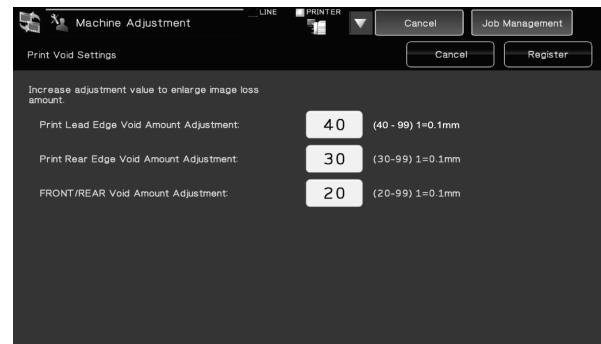 Machine Adjustment
LINE
PRINTER
Cancel
Job Management
Print Void Settings
Cancel
Register
Increase adjustment value to enlarge image loss
amount.
Print Lead Edge Void Amount Adjustment: 40 (40 - 99) 1=0.1mm
Print Rear Edge Void Amount Adjustment: 30 (30-99) 1=0.1mm
FRONT/REAR Void Amount Adjustment: 20 (20-99) 1=0.1mm